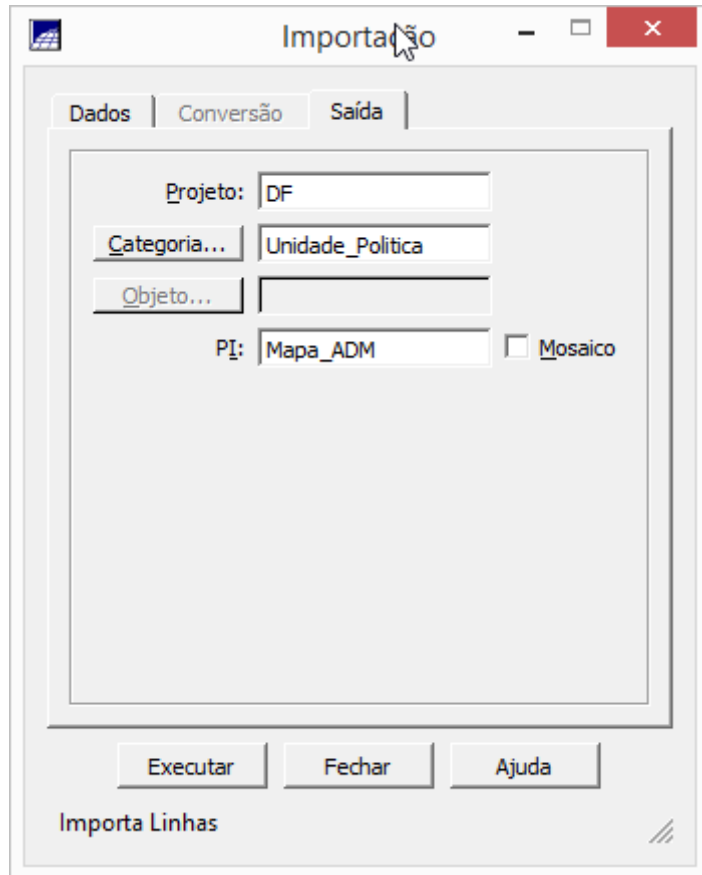 Importação
Dados Conversão Saída
Projeto: DF
Categoria... Unidade_Politica
Objeto...
PI: Mapa_ADM Mosaico
Executar Fechar Ajuda
Importa Linhas